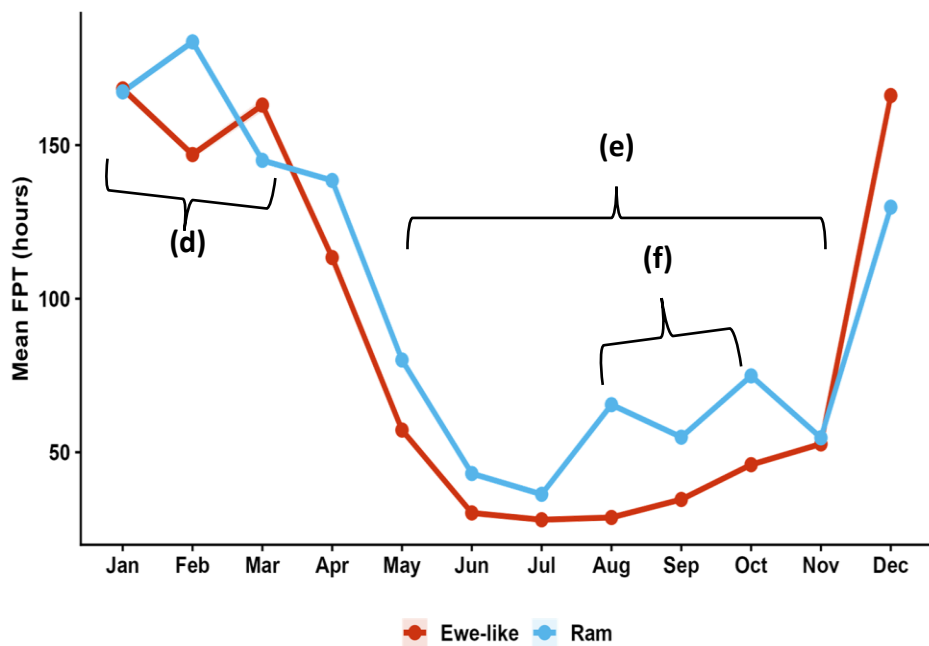 150
100
50
Mean FPT (hours)
(d)
(e)
(f)
Jan Feb Mar Apr May Jun Jul Aug Sep Oct Nov Dec
Ewe-like Ram